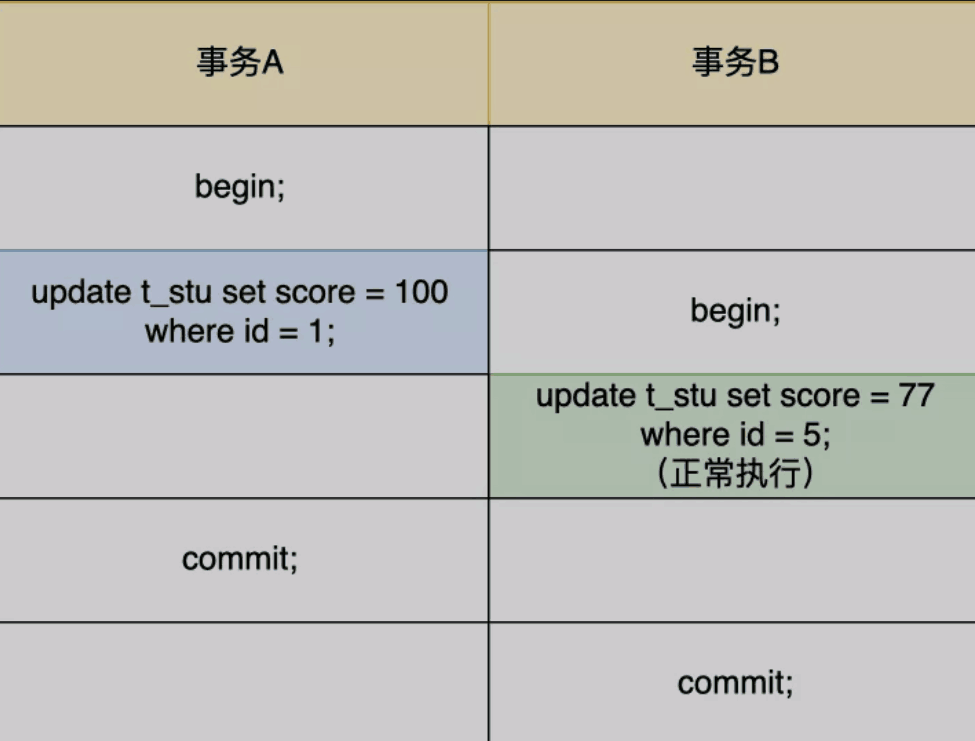 事务A
事务B
begin;
update t_stu set score = 100
where id = 1;
begin;
update t_stu set score = 77
where id = 5;
（正常执行）
commit;
commit;